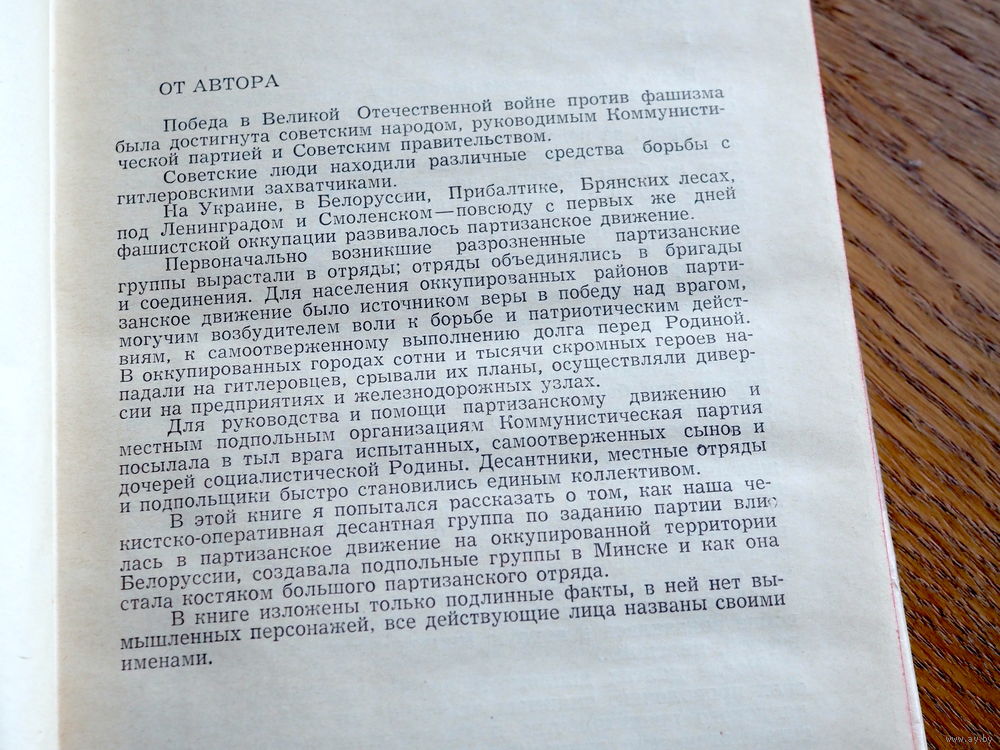 ОТ АВТОРА
Победа в Великой Отечественной войне против фашизма
была достигнута советским народом, руководимым Коммунисти-
ческой партией и Советским правительством.
Советские люди находили различные средства борьбы с
гитлеровскими захватчиками.
На Украине, в Белоруссии, Прибалтике, Брянских лесах,
под Ленинградом и Смоленском — повсюду с первых же дней
фашистской оккупации развивалось партизанское движение.
Первоначально возникшие разрозненные партизанские
группы вырастали в отряды; отряды объединялись в бригады
и соединения. Для населения оккупированных районов парти-
занское движение было источником веры в победу над врагом,
могучим возбудителем воли к борьбе и патриотическим дейст-
виям, к самоотверженному выполнению долга перед Родиной.
В оккупированных городах сотни и тысячи скромных героев на-
падали на гитлеровцев, срывали их планы, осуществляли дивер-
сии на предприятиях и железнодорожных узлах.
Для руководства и помощи партизанскому движению и
местным подпольным организациям Коммунистическая партия
посылала в тыл врага испытанных, самоотверженных сынов и
дочерей социалистической Родины. Десантники, местные отряды
и подпольщики быстро становились единым коллективом.
В этой книге я попытался рассказать о том, как наша че-
кистско-оперативная десантная группа по заданию партии влис
лась в партизанское движение на оккупированной территории
Белоруссии, создавала подпольные группы в Минске и как она
стала костяком большого партизанского отряда.
В книге изложены только подлинные факты, в ней нет вы-
мышленных персонажей, все действующие лица названы своими
именами.
www.ay.by